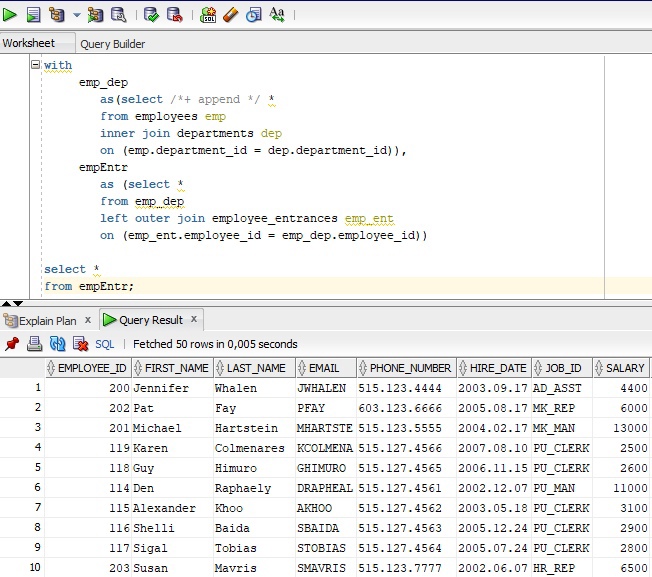 Worksheet Query Builder
with
emp_dep
as(select /*+ append */ *
from employees emp
inner join departments dep
on (emp.department_id = dep.department_id)),
empEntr
as (select *
from emp_dep
left outer join employee_entrances emp_ent
on (emp_ent.employee_id = emp_dep.employee_id))
select *
from empEntr;
Explain Plan x Query Result x
SQL | Fetched 50 rows in 0,005 seconds
EMPLOYEE_ID FIRST_NAME LAST_NAME EMAIL PHONE_NUMBER HIRE_DATE JOB_ID SALARY
1 200 Jennifer Whalen JWHALEN 515.123.4444 2003.09.17 AD_ASST 4400
2 202 Pat Fay PFAY 603.123.6666 2005.08.17 MK_REP 6000
3 201 Michael Hartstein MHARTSTE 515.123.5555 2004.02.17 MK_MAN 13000
4 119 Karen Colmenares KCOLMENA 515.127.4566 2007.08.10 PU_CLERK 2500
5 118 Guy Himuro GHIMURO 515.127.4565 2006.11.15 PU_CLERK 2600
6 114 Den Raphaely DRAPHEAL 515.127.4561 2002.12.07 PU_MAN 11000
7 115 Alexander Khoo AKHOO 515.127.4562 2003.05.18 PU_CLERK 3100
8 116 Shelli Baida SBAIDA 515.127.4563 2005.12.24 PU_CLERK 2900
9 117 Sigal Tobias STOBIAS 515.127.4564 2005.07.24 PU_CLERK 2800
10 203 Susan Mavris SMAVRIS 515.123.7777 2002.06.07 HR_REP 6500